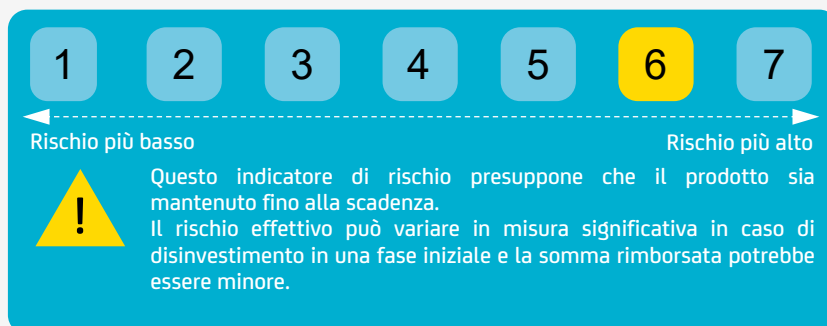 1 2 3 4 5 6 7
Rischio più basso Rischio più alto
!
Questo indicatore di rischio presuppone che il prodotto sia
mantenuto fino alla scadenza.
Il rischio effettivo può variare in misura significativa in caso di
disinvestimento in una fase iniziale e la somma rimborsata potrebbe
essere minore.